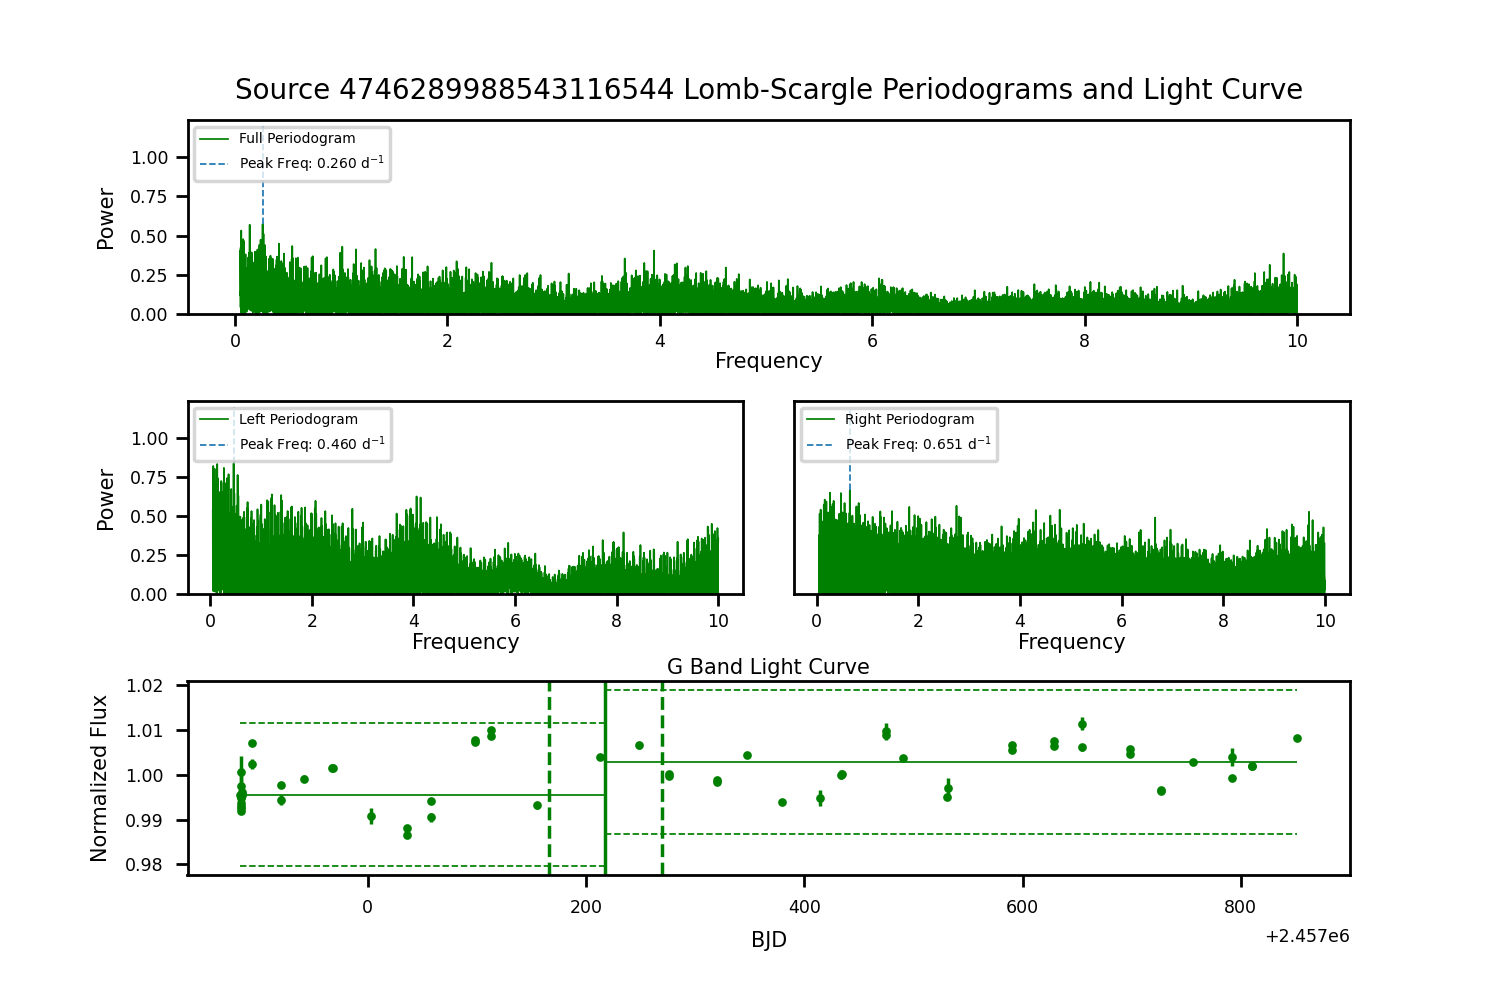 Source 4746289988543116544 Lomb-Scargle Periodograms and Light Curve
Full Periodogram
Peak Freq: 0.260 d⁻¹
1.00
0.75
0.50
0.25
0.00
Power
0 2 4 6 8 10
Frequency
Left Periodogram
Peak Freq: 0.460 d⁻¹
1.00
0.75
0.50
0.25
0.00
Power
0 2 4 6 8 10
Frequency
Right Periodogram
Peak Freq: 0.651 d⁻¹
0 2 4 6 8 10
Frequency
G Band Light Curve
1.02
1.01
1.00
0.99
0.98
Normalized Flux
0 200 400 600 800
BJD
+2.457e6